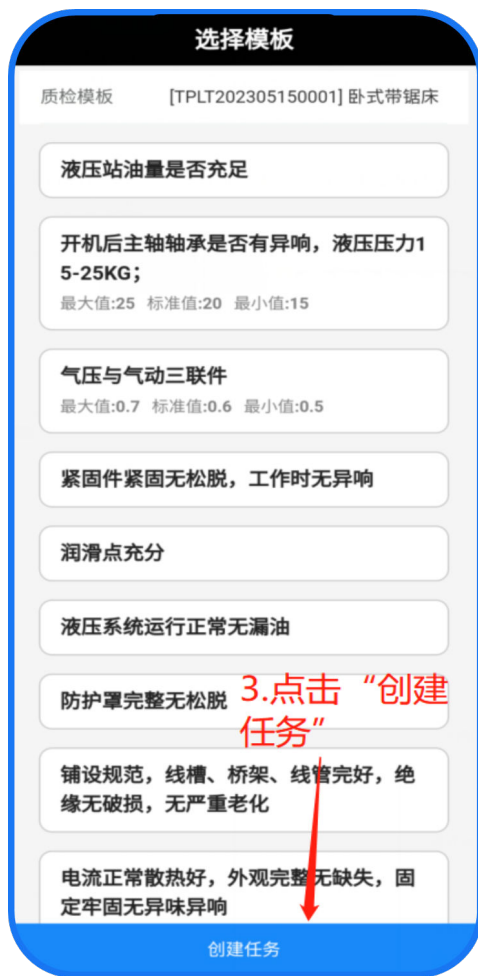 选择模板
质检模板 [TPLT202305150001] 卧式带锯床
液压站油量是否充足
开机后主轴轴承是否有异响，液压压力1
5-25KG；
最大值:25 标准值:20 最小值:15
气压与气动三联件
最大值:0.7 标准值:0.6 最小值:0.5
紧固件紧固无松脱，工作时无异响
润滑点充分
液压系统运行正常无漏油
防护罩完整无松脱
3.点击“创建
任务”
铺设规范，线槽、桥架、线管完好，绝
缘无破损，无严重老化
电流正常散热好，外观完整无缺失，固
定牢固无异味异响
创建任务